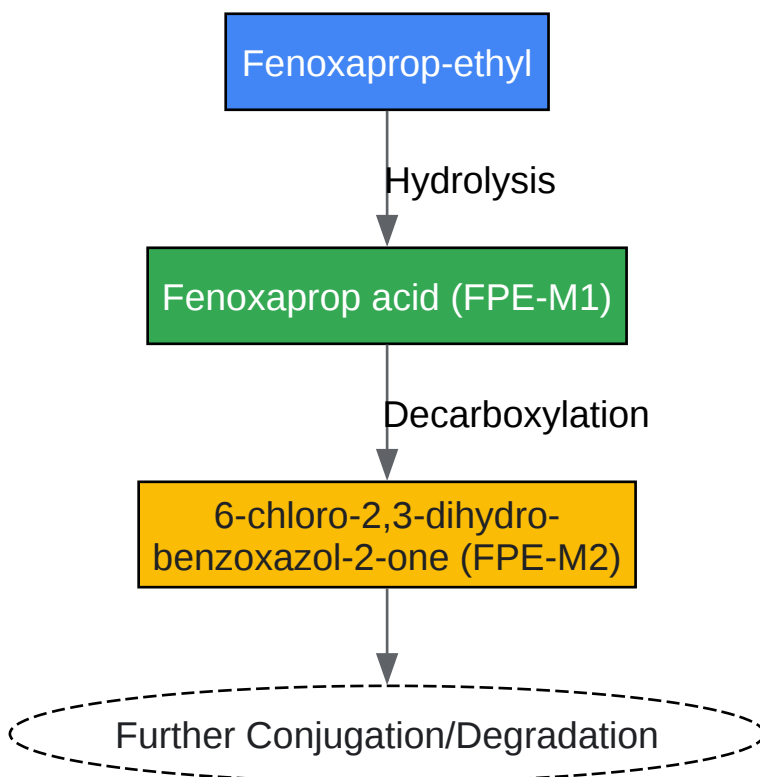 Fenoxaprop-ethyl
Hydrolysis
Fenoxaprop acid (FPE-M1)
Decarboxylation
6-chloro-2,3-dihydro-
benzoxazol-2-one (FPE-M2)
Further Conjugation/Degradation